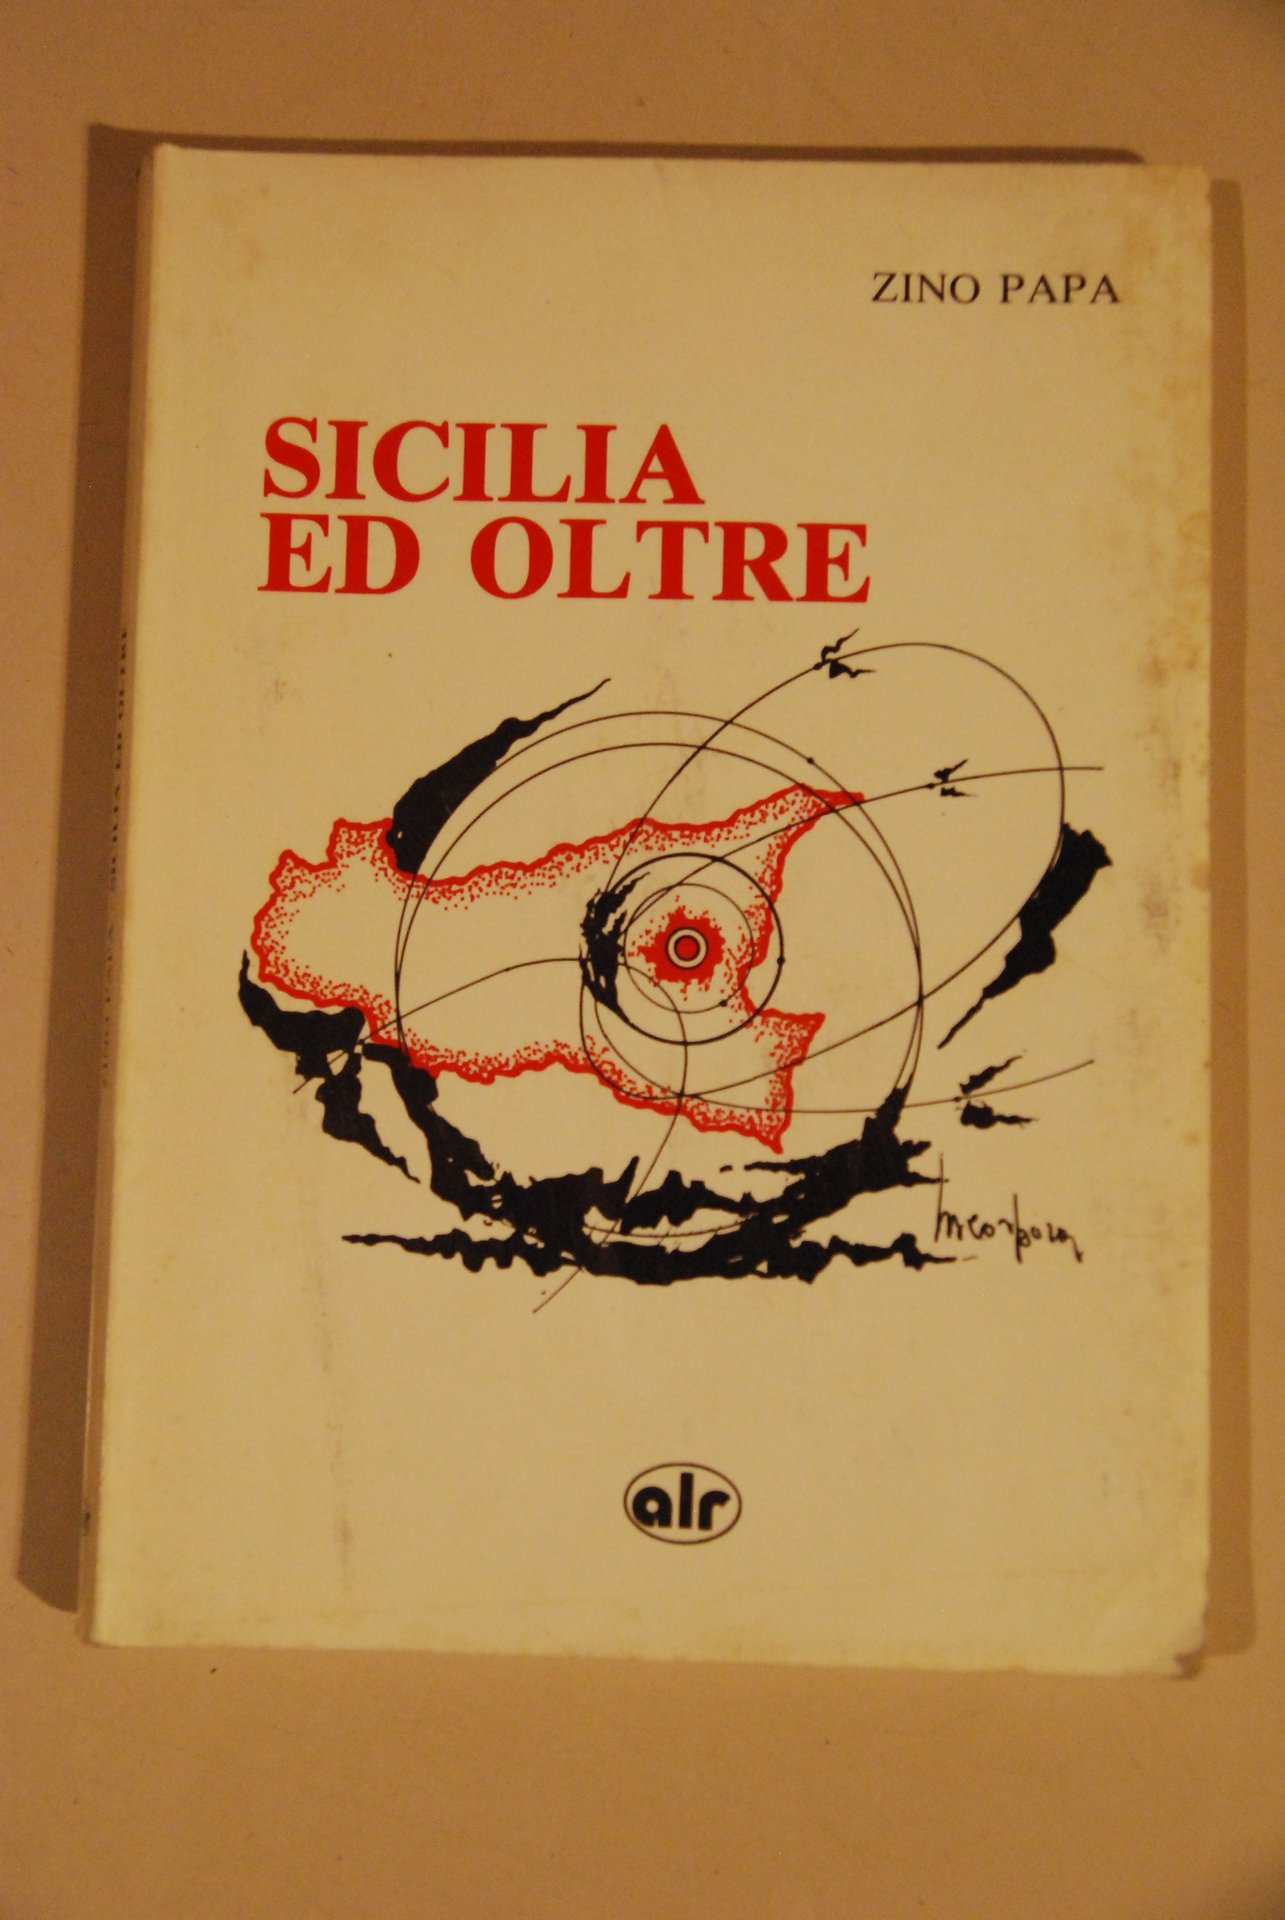 ZINO PAPA
SICILIA
ED OLTRE
alr